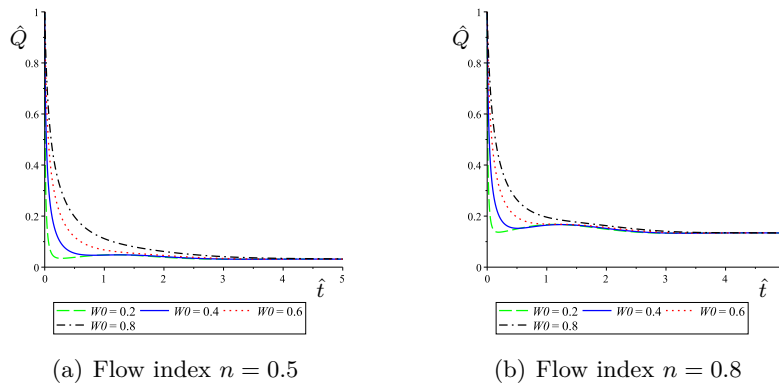 1
Q̂
0.8
0.6
0.4
0.2
0
0 1 2 3 4 5
t̂
W0 = 0.2 W0 = 0.4 W0 = 0.6
W0 = 0.8
(a) Flow index n = 0.5
1
Q̂
0.8
0.6
0.4
0.2
0
0 1 2 3 4
t̂
W0 = 0.2 W0 = 0.4 W0 = 0.6
W0 = 0.8
(b) Flow index n = 0.8